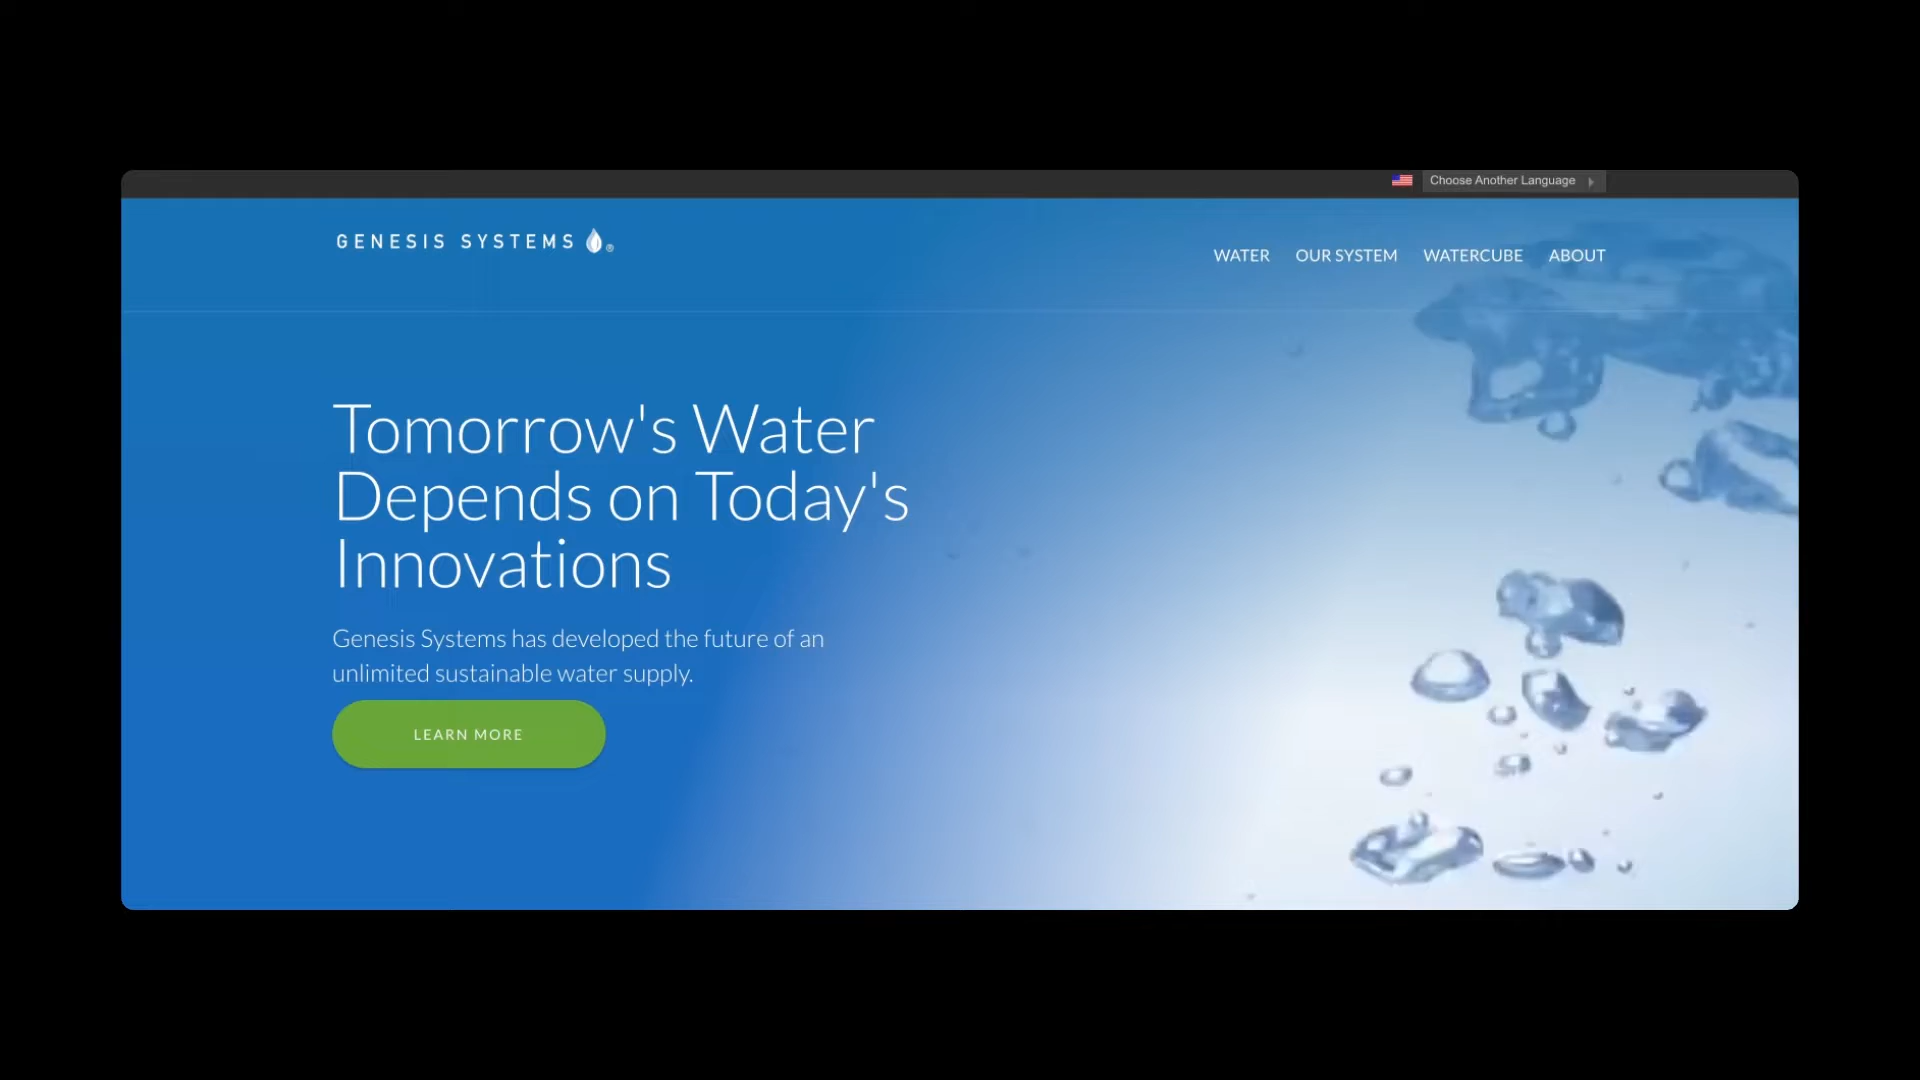 Choose Another Language
GENESIS SYSTEMS ®
WATER OUR SYSTEM WATERCUBE ABOUT
Tomorrow's Water
Depends on Today's
Innovations
Genesis Systems has developed the future of an
unlimited sustainable water supply.
LEARN MORE